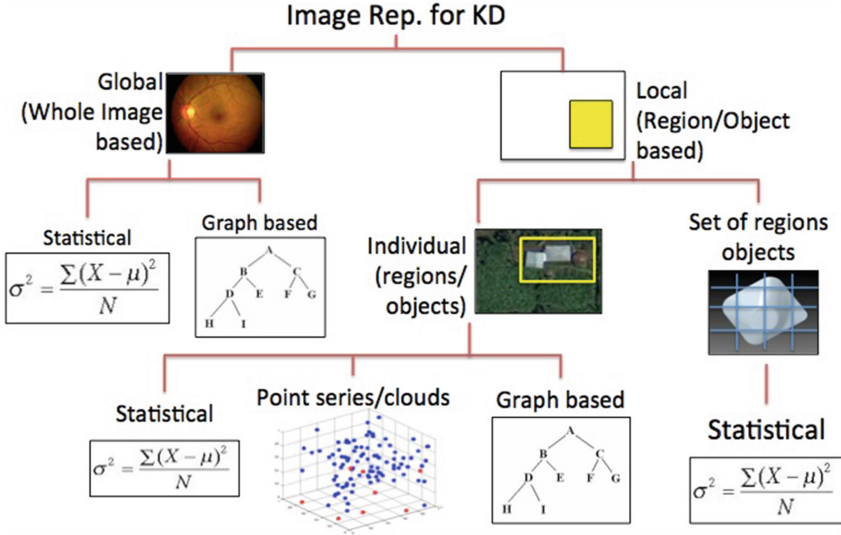 Image Rep. for KD
Global
(Whole Image
based)
Local
(Region/Object
based)
Statistical
σ² = Σ(X − μ)² / N
Graph based
A
B C
D E F G
H I
Individual
(regions/
objects)
Set of regions
objects
Statistical
σ² = Σ(X − μ)² / N
Point series/clouds
Graph based
A
B C
D E F G
H I
Statistical
σ² = Σ(X − μ)² / N